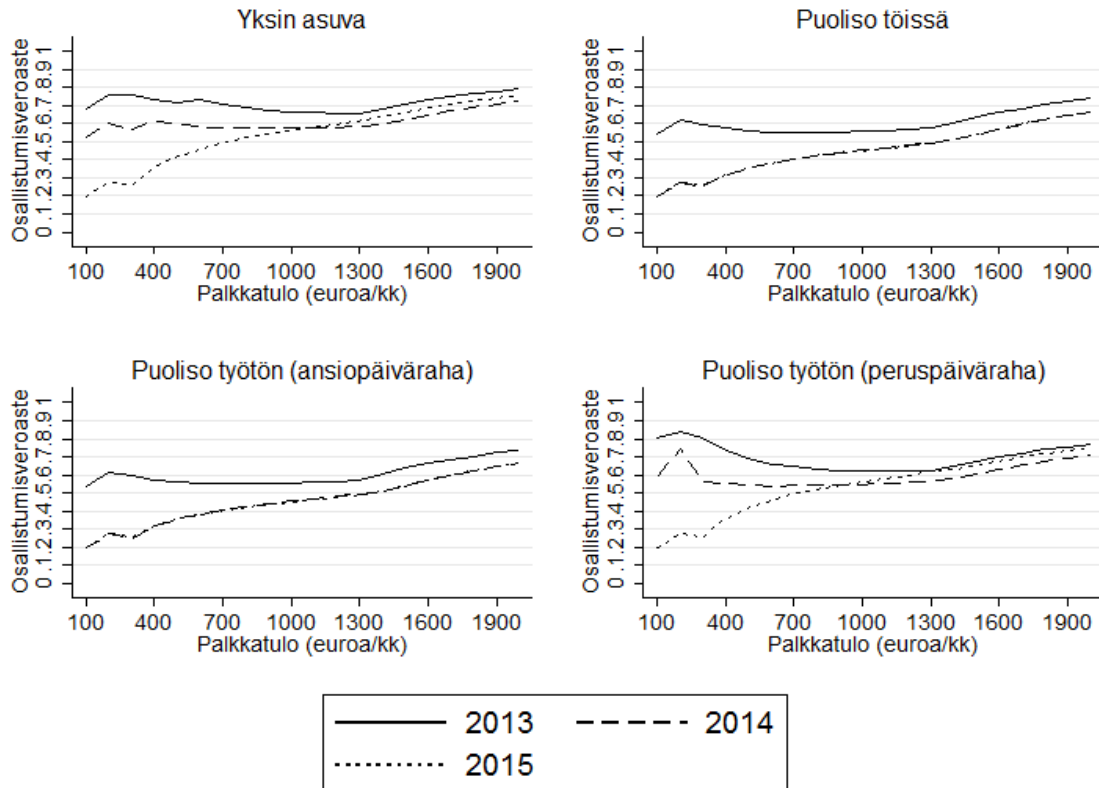 Yksin asuva
Osallistumisveroaste
0 .1 .2 .3 .4 .5 .6 .7 .8 .9 1
100 400 700 1000 1300 1600 1900
Palkkatulo (euroa/kk)
Puoliso töissä
Osallistumisveroaste
0 .1 .2 .3 .4 .5 .6 .7 .8 .9 1
100 400 700 1000 1300 1600 1900
Palkkatulo (euroa/kk)
Puoliso työtön (ansiopäiväraha)
Osallistumisveroaste
0 .1 .2 .3 .4 .5 .6 .7 .8 .9 1
100 400 700 1000 1300 1600 1900
Palkkatulo (euroa/kk)
Puoliso työtön (peruspäiväraha)
Osallistumisveroaste
0 .1 .2 .3 .4 .5 .6 .7 .8 .9 1
100 400 700 1000 1300 1600 1900
Palkkatulo (euroa/kk)
2013 2014
2015